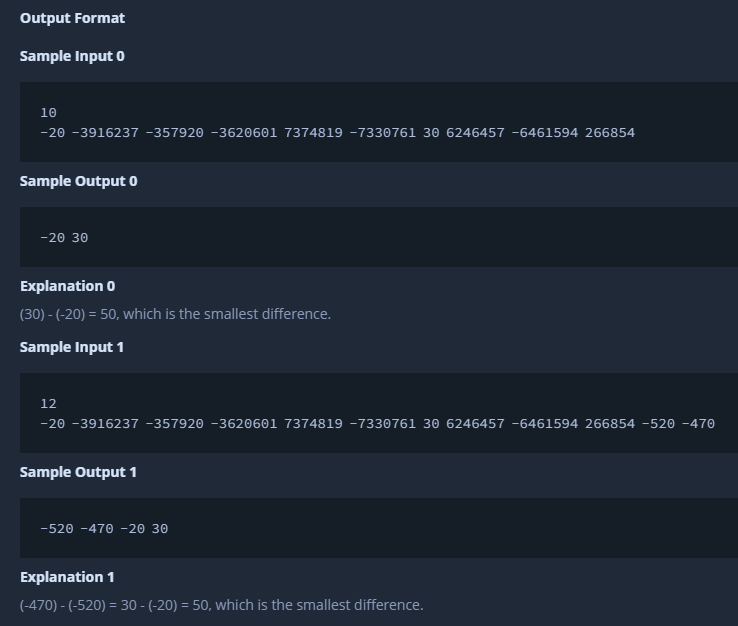 Output Format
Sample Input 0
10
-20 -3916237 -357920 -3620601 7374819 -7330761 30 6246457 -6461594 266854
Sample Output 0
-20 30
Explanation 0
(30) - (-20) = 50, which is the smallest difference.
Sample Input 1
12
-20 -3916237 -357920 -3620601 7374819 -7330761 30 6246457 -6461594 266854 -520 -470
Sample Output 1
-520 -470 -20 30
Explanation 1
(-470) - (-520) = 30 - (-20) = 50, which is the smallest difference.